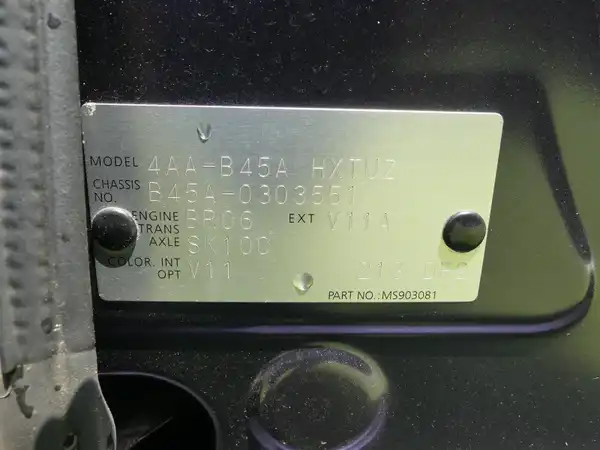 MODEL 4AA-B45A HXTUZ
CHASSIS NO. B45A-0303551
ENGINE BR06 EXT V11A
TRANS AXLE SK100
COLOR. INT OPT V11
PART NO.: MS903081